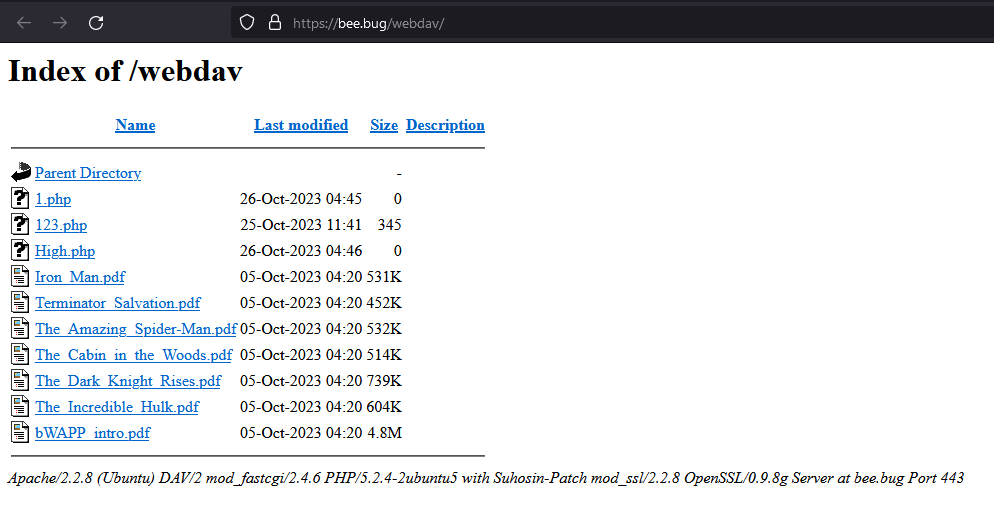 https://bee.bug/webdav/
Index of /webdav
Name Last modified Size Description
Parent Directory -
1.php 26-Oct-2023 04:45 0
123.php 25-Oct-2023 11:41 345
High.php 26-Oct-2023 04:46 0
Iron_Man.pdf 05-Oct-2023 04:20 531K
Terminator_Salvation.pdf 05-Oct-2023 04:20 452K
The_Amazing_Spider-Man.pdf 05-Oct-2023 04:20 532K
The_Cabin_in_the_Woods.pdf 05-Oct-2023 04:20 514K
The_Dark_Knight_Rises.pdf 05-Oct-2023 04:20 739K
The_Incredible_Hulk.pdf 05-Oct-2023 04:20 604K
bWAPP_intro.pdf 05-Oct-2023 04:20 4.8M
Apache/2.2.8 (Ubuntu) DAV/2 mod_fastcgi/2.4.6 PHP/5.2.4-2ubuntu5 with Suhosin-Patch mod_ssl/2.2.8 OpenSSL/0.9.8g Server at bee.bug Port 443